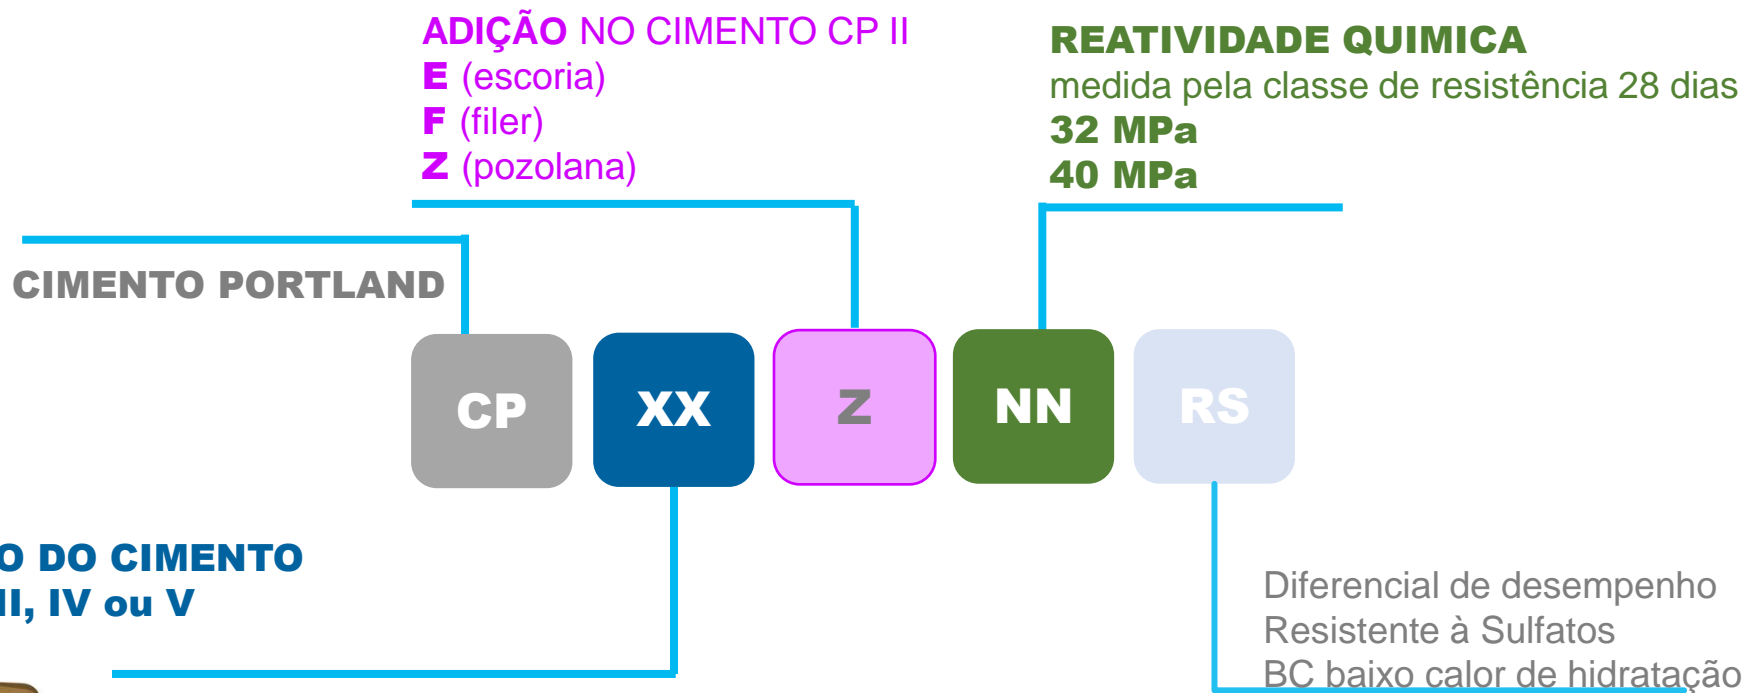 ADIÇÃO NO CIMENTO CP II
E (escoria)
F (filer)
Z (pozolana)
REATIVIDADE QUIMICA
medida pela classe de resistência 28 dias
32 MPa
40 MPa
CIMENTO PORTLAND
CP
XX
Z
NN
RS
O DO CIMENTO
II, IV ou V
Diferencial de desempenho
Resistente à Sulfatos
BC baixo calor de hidratação